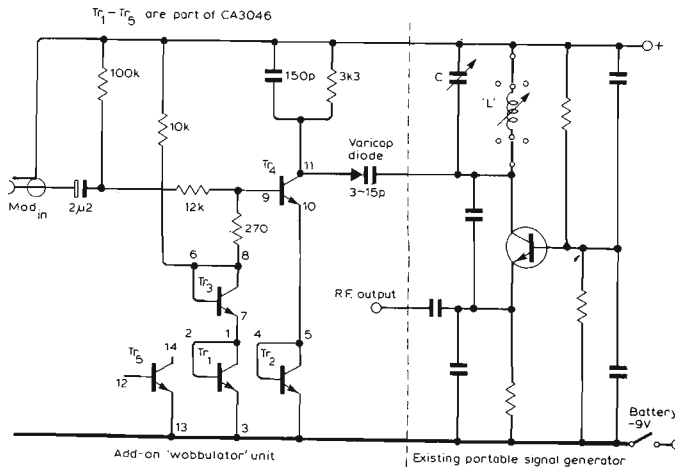 Tr1–Tr5 are part of CA3046
100k
150p
3k3
C
'L'
+
10k
Tr4
11
Varicap
diode
3~15p
9
10
Mod.in
2µ2
12k
270
6
8
Tr3
7
R.F. output
2
1
4
5
Tr5
14
Tr1
Tr2
12
13
3
Battery
-9V
Add-on 'wobbulator' unit
Existing portable signal generator